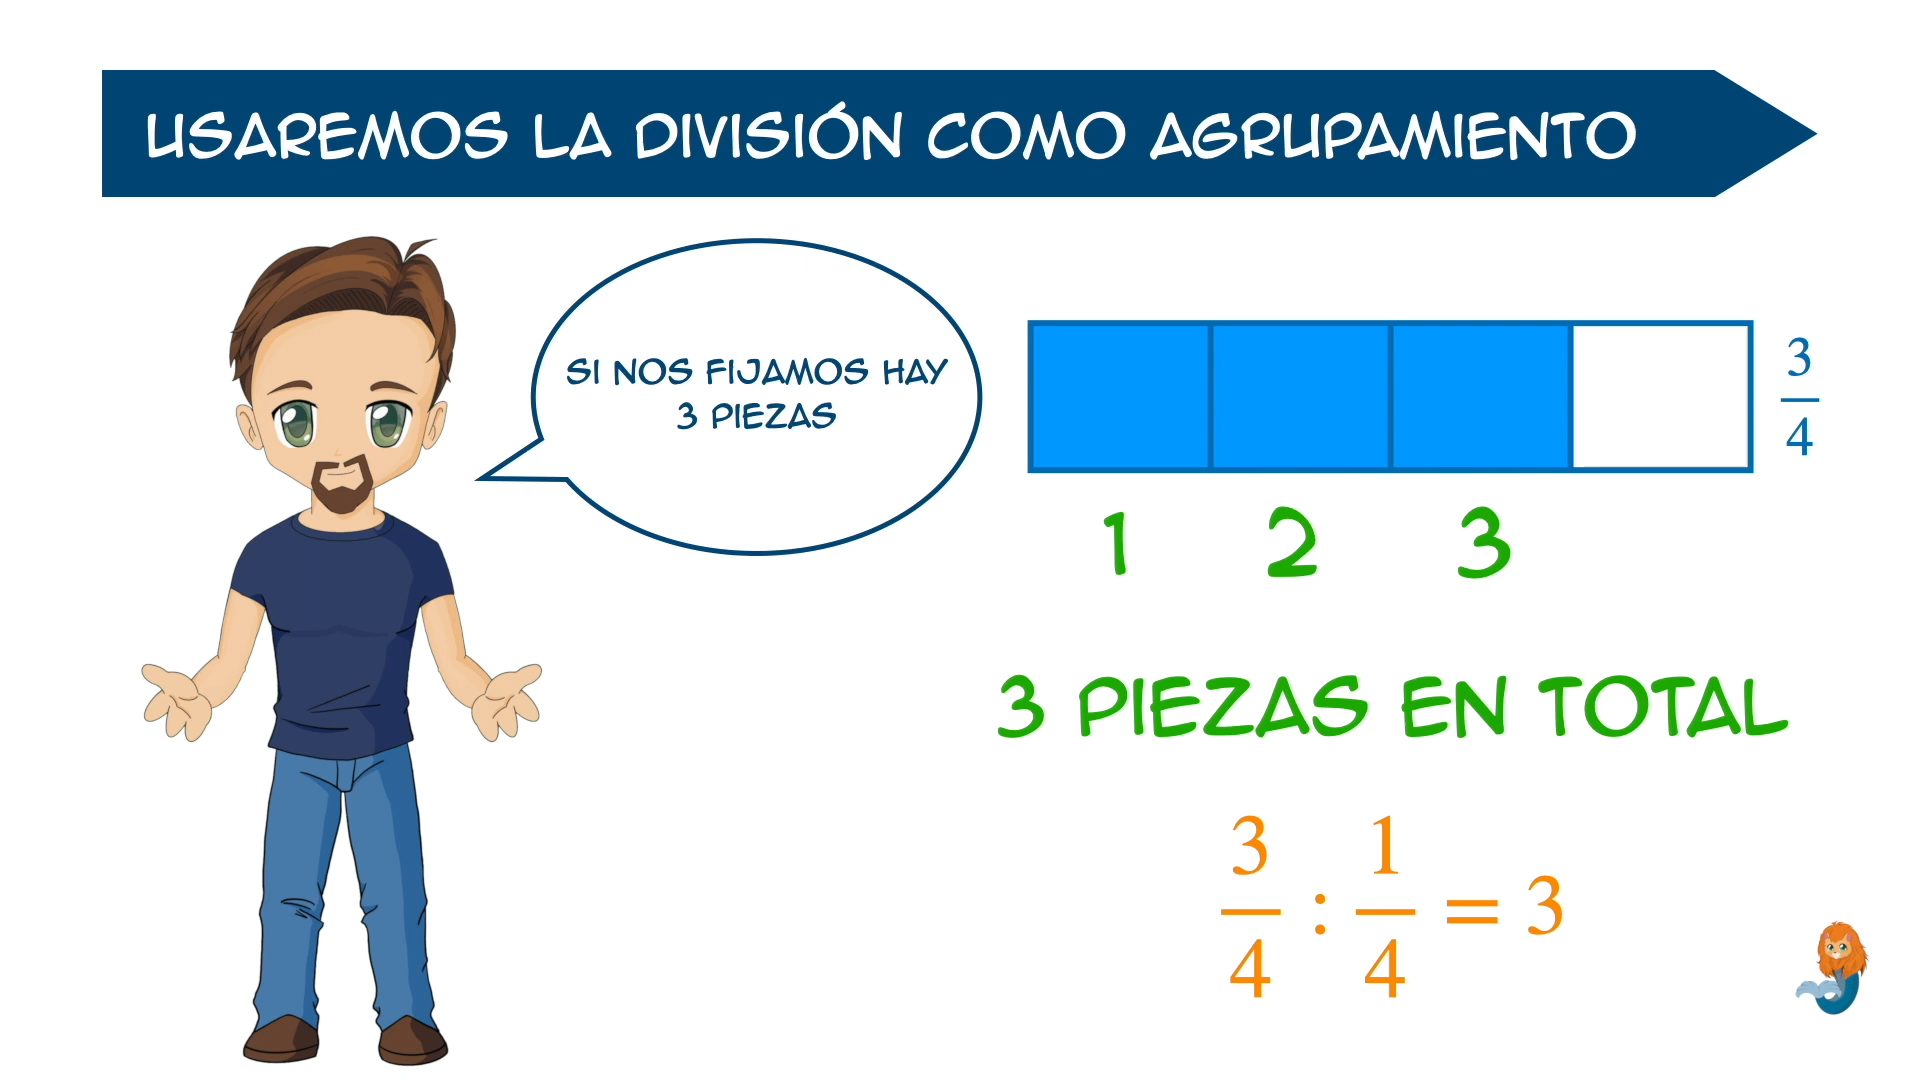 USAREMOS LA DIVISIÓN COMO AGRUPAMIENTO
SI NOS FIJAMOS HAY
3 PIEZAS
3/4
1 2 3
3 PIEZAS EN TOTAL
3/4 : 1/4 = 3